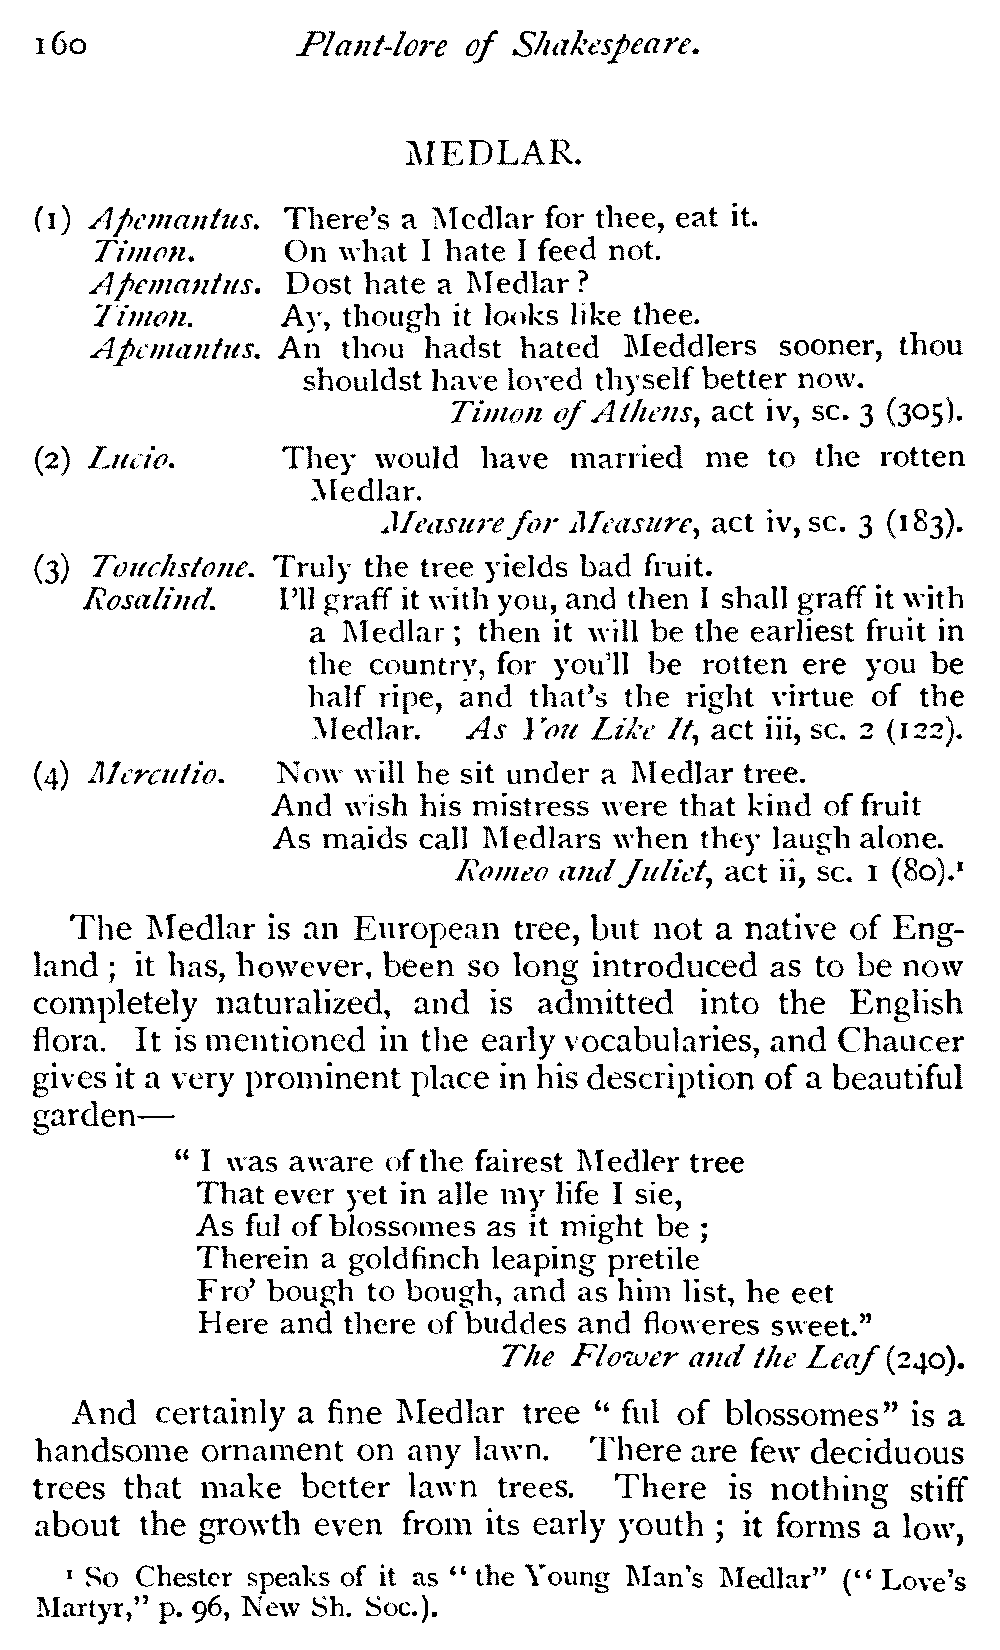 160 Plant-lore of Shakespeare.
MEDLAR.
(1) Apemantus. There's a Medlar for thee, eat it.
Timon. On what I hate I feed not.
Apemantus. Dost hate a Medlar?
Timon. Ay, though it looks like thee.
Apemantus. An thou hadst hated Meddlers sooner, thou
shouldst have loved thyself better now.
Timon of Athens, act iv, sc. 3 (305).
(2) Lucio. They would have married me to the rotten
Medlar.
Measure for Measure, act iv, sc. 3 (183).
(3) Touchstone. Truly the tree yields bad fruit.
Rosalind. I'll graff it with you, and then I shall graff it with
a Medlar; then it will be the earliest fruit in
the country, for you'll be rotten ere you be
half ripe, and that's the right virtue of the
Medlar. As You Like It, act iii, sc. 2 (122).
(4) Mercutio. Now will he sit under a Medlar tree.
And wish his mistress were that kind of fruit
As maids call Medlars when they laugh alone.
Romeo and Juliet, act ii, sc. 1 (80).¹
The Medlar is an European tree, but not a native of Eng-
land; it has, however, been so long introduced as to be now
completely naturalized, and is admitted into the English
flora. It is mentioned in the early vocabularies, and Chaucer
gives it a very prominent place in his description of a beautiful
garden—
"I was aware of the fairest Medler tree
That ever yet in alle my life I sie,
As ful of blossomes as it might be;
Therein a goldfinch leaping pretile
Fro' bough to bough, and as him list, he eet
Here and there of buddes and floweres sweet."
The Flower and the Leaf (240).
And certainly a fine Medlar tree "ful of blossomes" is a
handsome ornament on any lawn. There are few deciduous
trees that make better lawn trees. There is nothing stiff
about the growth even from its early youth; it forms a low,
¹ So Chester speaks of it as "the Young Man's Medlar" ("Love's
Martyr," p. 96, New Sh. Soc.).